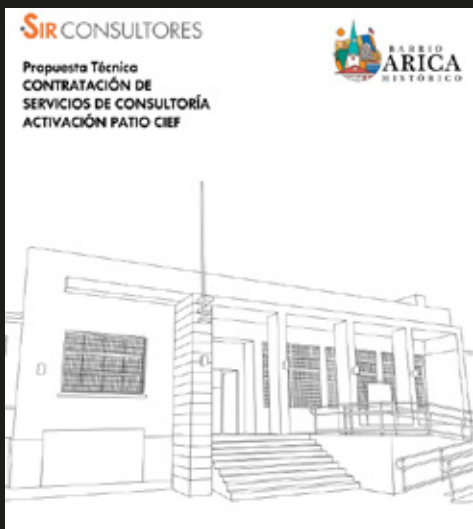 SIR CONSULTORES
Propuesta Técnica
CONTRATACIÓN DE
SERVICIOS DE CONSULTORÍA
ACTIVACIÓN PATIO CIEF
BARRIO
ARICA
HISTÓRICO